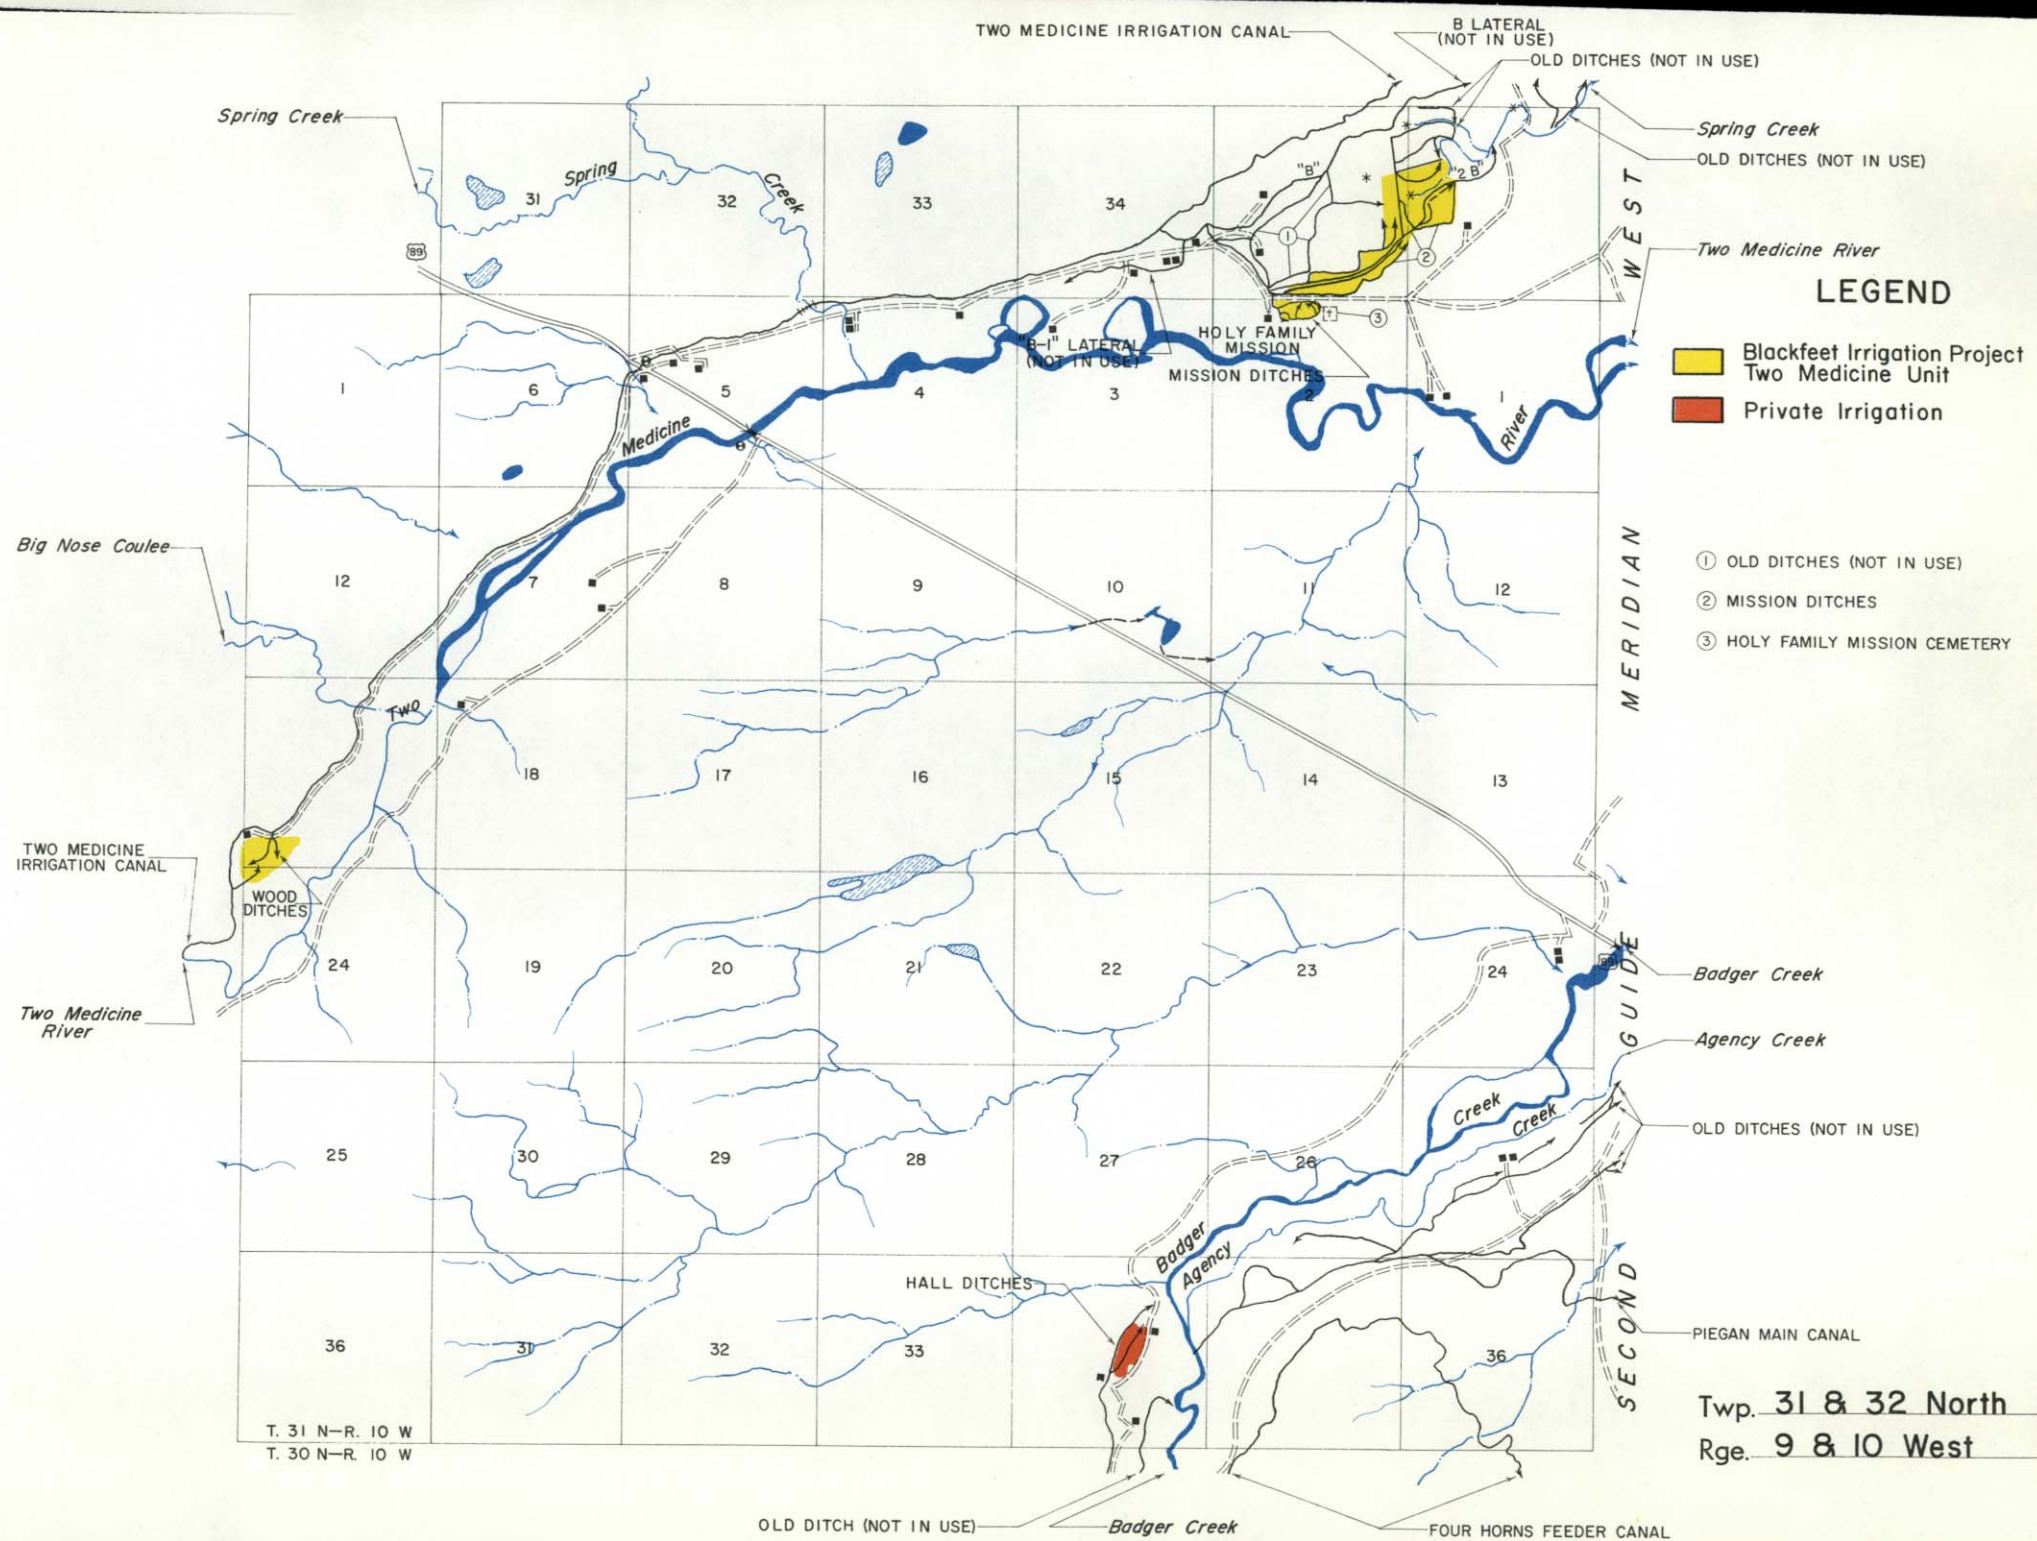 TWO MEDICINE IRRIGATION CANAL
B LATERAL
(NOT IN USE)
OLD DITCHES (NOT IN USE)
Spring Creek
Spring Creek
OLD DITCHES (NOT IN USE)
31
Spring
32
Creek
33
34
"B"
"2 B"
1
2
89
WEST
Two Medicine River
LEGEND
Blackfeet Irrigation Project
Two Medicine Unit
Private Irrigation
"B-1" LATERAL
(NOT IN USE)
HOLY FAMILY
MISSION
3
MISSION DITCHES
1
6
5
4
3
2
1
Medicine
River
Big Nose Coulee
12
7
8
9
10
11
12
MERIDIAN
1 OLD DITCHES (NOT IN USE)
2 MISSION DITCHES
3 HOLY FAMILY MISSION CEMETERY
Two
18
17
16
15
14
13
TWO MEDICINE
IRRIGATION CANAL
WOOD
DITCHES
24
19
20
21
22
23
24
89
GUIDE
Badger Creek
Two Medicine
River
Agency Creek
Creek
Creek
OLD DITCHES (NOT IN USE)
25
30
29
28
27
26
Badger
Agency
HALL DITCHES
SECOND
PIEGAN MAIN CANAL
36
31
32
33
36
T. 31 N–R. 10 W
T. 30 N–R. 10 W
Twp. 31 & 32 North
Rge. 9 & 10 West
OLD DITCH (NOT IN USE)
Badger Creek
FOUR HORNS FEEDER CANAL